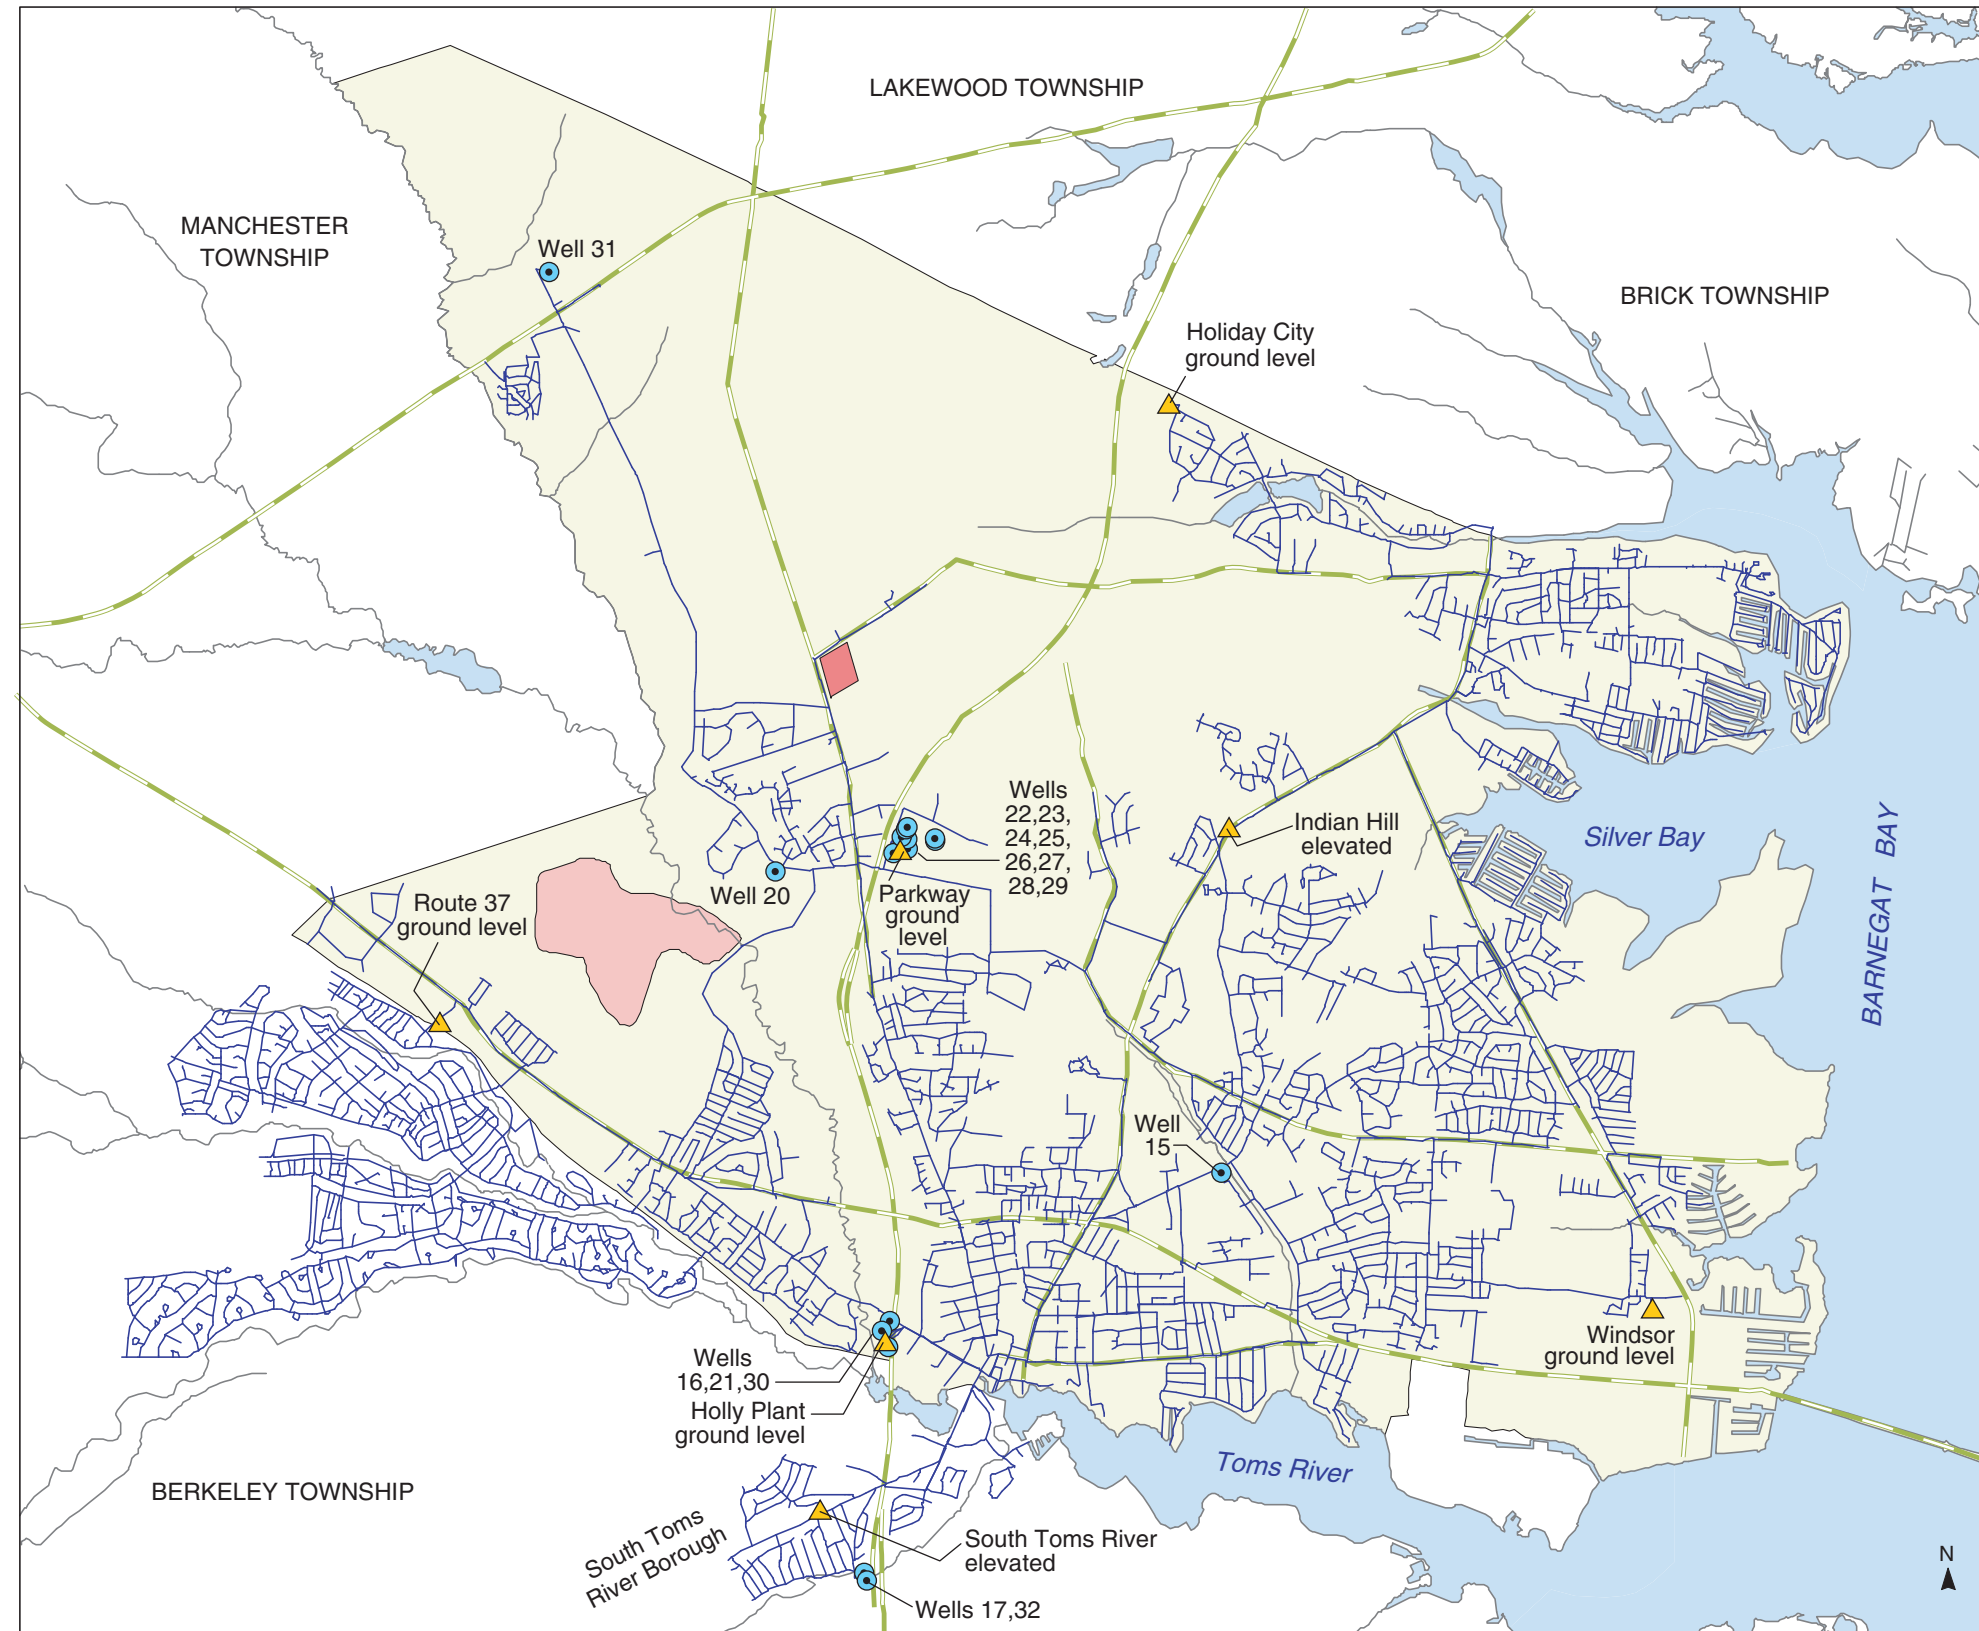 LAKEWOOD TOWNSHIP
MANCHESTER
TOWNSHIP
Well 31
BRICK TOWNSHIP
Holiday City
ground level
Wells
22,23,
24,25,
26,27,
28,29
Indian Hill
elevated
Silver Bay
BARNEGAT BAY
Well 20
Parkway
ground
level
Route 37
ground level
Well
15
Windsor
ground level
Wells
16,21,30
Holly Plant
ground level
Toms River
BERKELEY TOWNSHIP
South Toms
River Borough
South Toms River
elevated
Wells 17,32
N